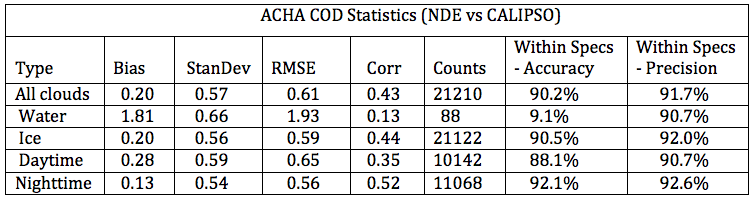 ACHA COD Statistics (NDE vs CALIPSO)
Type Bias StanDev RMSE Corr Counts Within Specs - Accuracy Within Specs - Precision
All clouds 0.20 0.57 0.61 0.43 21210 90.2% 91.7%
Water 1.81 0.66 1.93 0.13 88 9.1% 90.7%
Ice 0.20 0.56 0.59 0.44 21122 90.5% 92.0%
Daytime 0.28 0.59 0.65 0.35 10142 88.1% 90.7%
Nighttime 0.13 0.54 0.56 0.52 11068 92.1% 92.6%